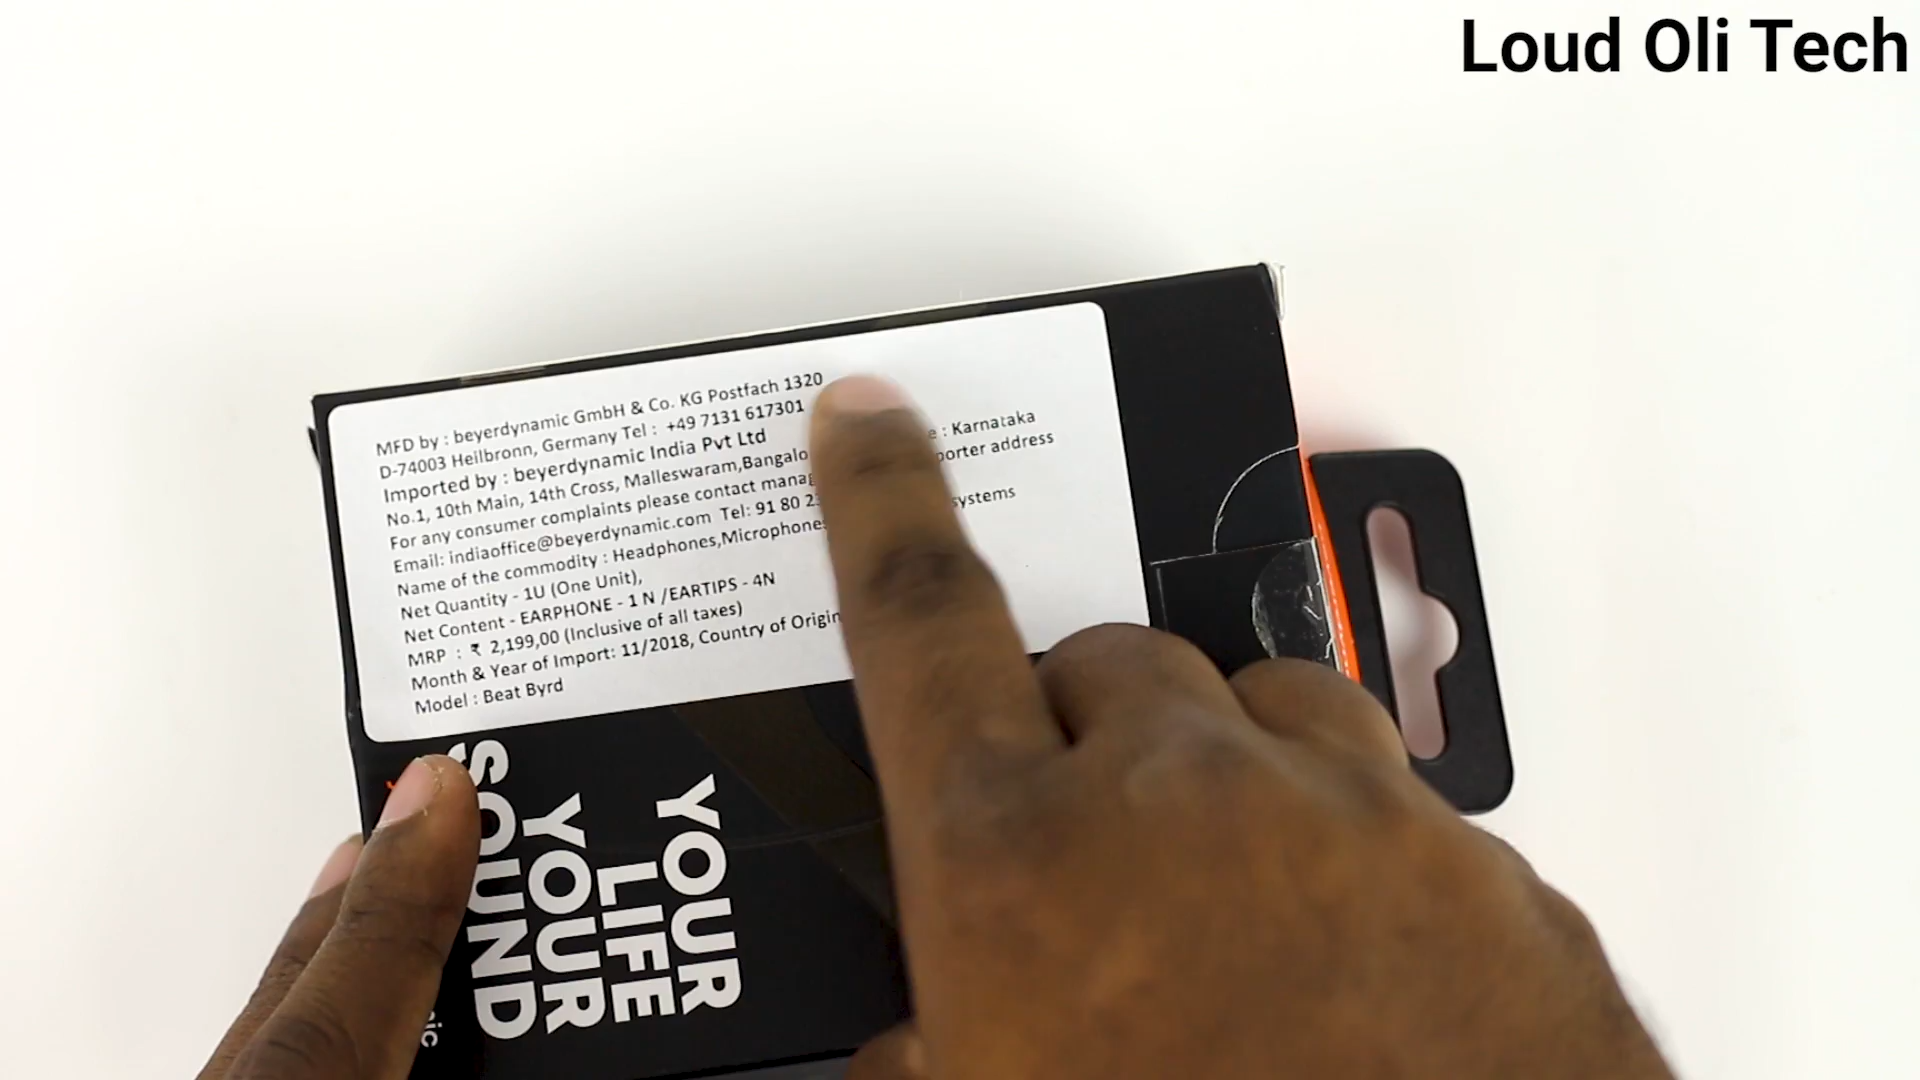 Loud Oli Tech
MFD by : beyerdynamic GmbH & Co. KG Postfach 1320
D-74003 Heilbronn, Germany Tel : +49 7131 617301
Imported by : beyerdynamic India Pvt Ltd
No.1, 10th Main, 14th Cross, Malleswaram, : Karnataka
For any consumer complaints please contact address
Email: indiaoffice@beyerdynamic.com Tel: 91 80
Name of the commodity : Headphones,Microphones systems
Net Quantity - 1U (One Unit),
Net Content - EARPHONE - 1 N /EARTIPS - 4N
MRP : ₹ 2,199,00 (Inclusive of all taxes)
Month & Year of Import: 11/2018, Country of Origin
Model : Beat Byrd
YOUR
LIFE
YOUR
SOUND